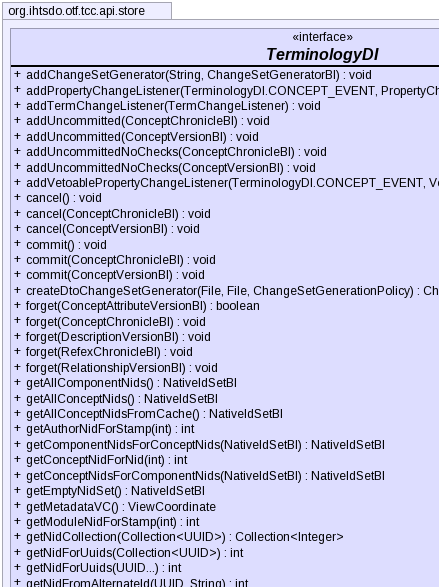 org.ihtsdo.otf.tcc.api.store
«interface»
TerminologyDI
+ addChangeSetGenerator(String, ChangeSetGeneratorBI) : void
+ addPropertyChangeListener(TerminologyDI.CONCEPT_EVENT, PropertyCh
+ addTermChangeListener(TermChangeListener) : void
+ addUncommitted(ConceptChronicleBI) : void
+ addUncommitted(ConceptVersionBI) : void
+ addUncommittedNoChecks(ConceptChronicleBI) : void
+ addUncommittedNoChecks(ConceptVersionBI) : void
+ addVetoablePropertyChangeListener(TerminologyDI.CONCEPT_EVENT, Ve
+ cancel() : void
+ cancel(ConceptChronicleBI) : void
+ cancel(ConceptVersionBI) : void
+ commit() : void
+ commit(ConceptChronicleBI) : void
+ commit(ConceptVersionBI) : void
+ createDtoChangeSetGenerator(File, File, ChangeSetGenerationPolicy) : Ch
+ forget(ConceptAttributeVersionBI) : boolean
+ forget(ConceptChronicleBI) : void
+ forget(DescriptionVersionBI) : void
+ forget(RefexChronicleBI) : void
+ forget(RelationshipVersionBI) : void
+ getAllComponentNids() : NativeIdSetBI
+ getAllConceptNids() : NativeIdSetBI
+ getAllConceptNidsFromCache() : NativeIdSetBI
+ getAuthorNidForStamp(int) : int
+ getComponentNidsForConceptNids(NativeIdSetBI) : NativeIdSetBI
+ getConceptNidForNid(int) : int
+ getConceptNidsForComponentNids(NativeIdSetBI) : NativeIdSetBI
+ getEmptyNidSet() : NativeIdSetBI
+ getMetadataVC() : ViewCoordinate
+ getModuleNidForStamp(int) : int
+ getNidCollection(Collection<UUID>) : Collection<Integer>
+ getNidForUuids(Collection<UUID>) : int
+ getNidForUuids(UUID...) : int
+ getNidFromAlternateId(UUID, String) : int